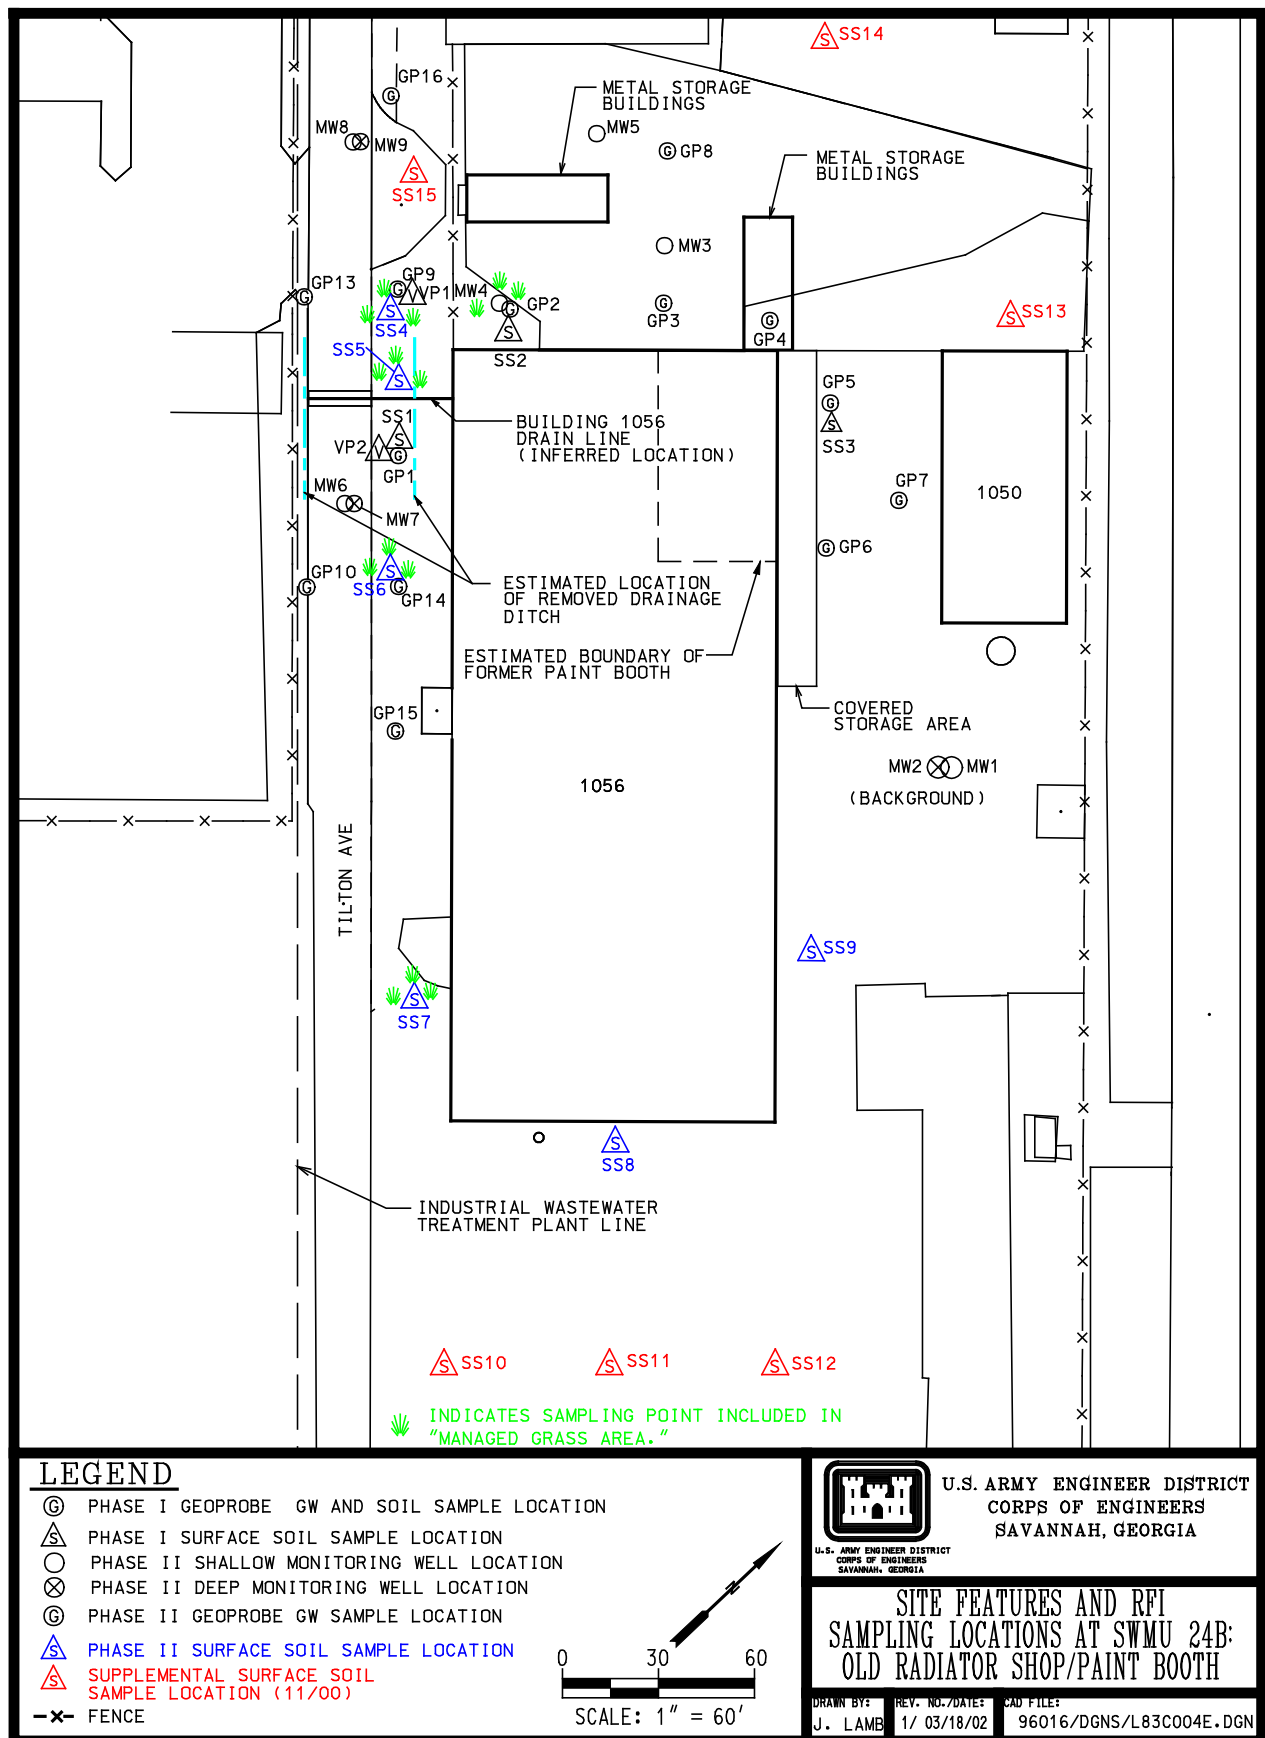 SS14
GP16
METAL STORAGE
BUILDINGS
MW5
MW8
MW9
GP8
METAL STORAGE
BUILDINGS
SS15
MW3
GP9
GP13
VP1
MW4
GP2
GP3
GP4
SS13
SS4
SS5
SS2
GP5
SS1
BUILDING 1056
DRAIN LINE
(INFERRED LOCATION)
VP2
SS3
GP1
MW6
GP7
1050
MW7
GP6
GP10
SS6
GP14
ESTIMATED LOCATION
OF REMOVED DRAINAGE
DITCH
ESTIMATED BOUNDARY OF
FORMER PAINT BOOTH
GP15
COVERED
STORAGE AREA
MW2
MW1
1056
(BACKGROUND)
TILTON AVE
SS9
SS7
SS8
INDUSTRIAL WASTEWATER
TREATMENT PLANT LINE
SS10
SS11
SS12
INDICATES SAMPLING POINT INCLUDED IN
"MANAGED GRASS AREA."
LEGEND
G PHASE I GEOPROBE GW AND SOIL SAMPLE LOCATION
S PHASE I SURFACE SOIL SAMPLE LOCATION
PHASE II SHALLOW MONITORING WELL LOCATION
PHASE II DEEP MONITORING WELL LOCATION
G PHASE II GEOPROBE GW SAMPLE LOCATION
S PHASE II SURFACE SOIL SAMPLE LOCATION
S SUPPLEMENTAL SURFACE SOIL
SAMPLE LOCATION (11/00)
-x- FENCE
N
0 30 60
SCALE: 1" = 60'
U.S. ARMY ENGINEER DISTRICT
CORPS OF ENGINEERS
SAVANNAH, GEORGIA
U.S. ARMY ENGINEER DISTRICT
CORPS OF ENGINEERS
SAVANNAH, GEORGIA
SITE FEATURES AND RFI
SAMPLING LOCATIONS AT SWMU 24B:
OLD RADIATOR SHOP/PAINT BOOTH
DRAWN BY:
J. LAMB
REV. NO./DATE:
1/ 03/18/02
CAD FILE:
96016/DGNS/L83C004E.DGN